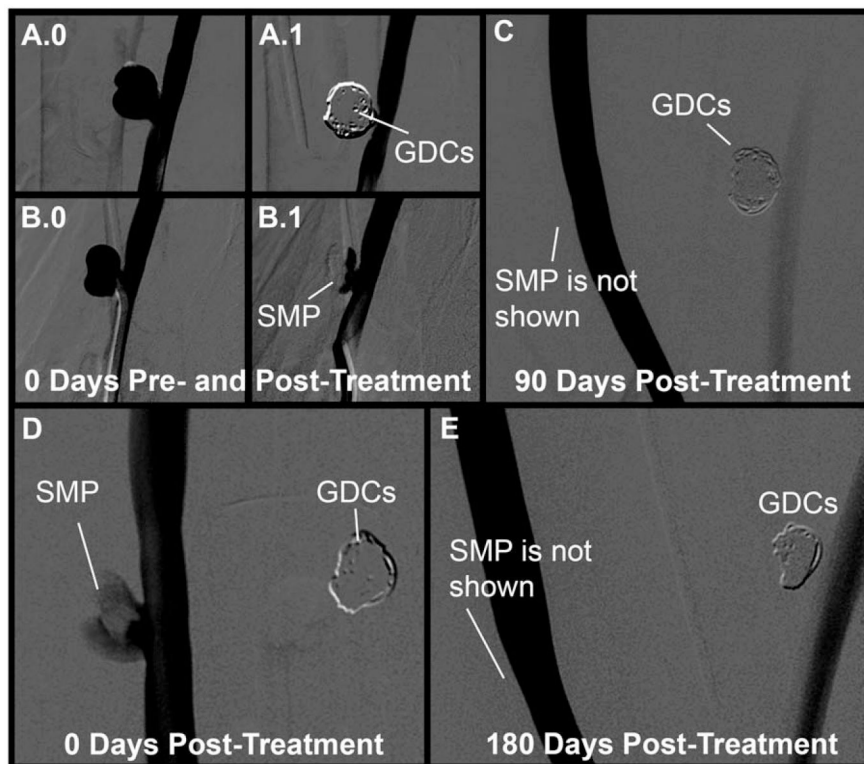 A.0
A.1
GDCs
B.0
B.1
SMP
0 Days Pre- and Post-Treatment
C
GDCs
SMP is not
shown
90 Days Post-Treatment
D
SMP
GDCs
0 Days Post-Treatment
E
GDCs
SMP is not
shown
180 Days Post-Treatment